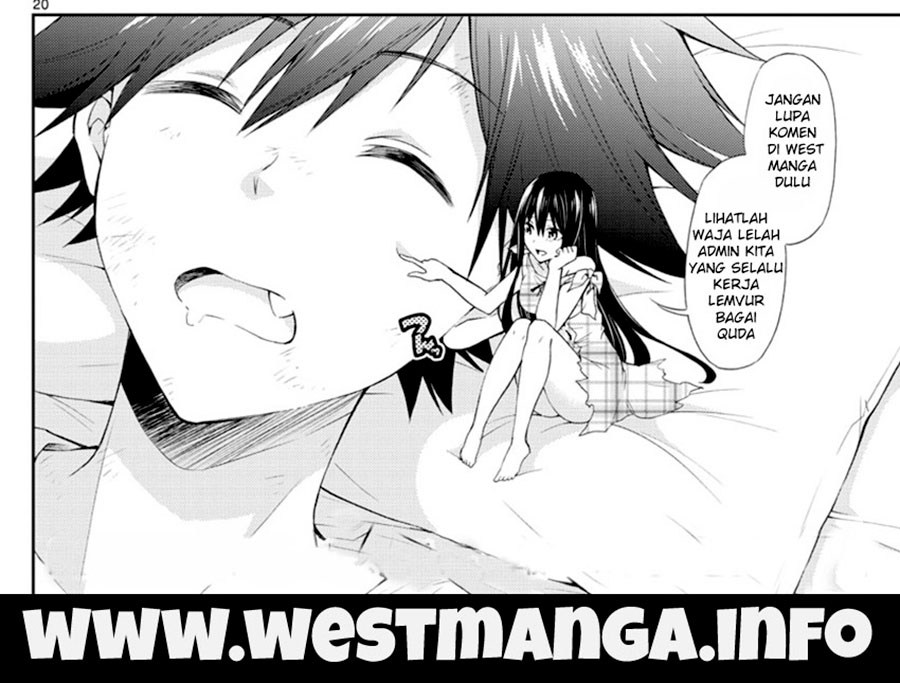 20
JANGAN
LUPA
KOMEN
DI WEST
MANGA
DULU
LIHATLAH
WAJA LELAH
ADMIN KITA
YANG SELALU
KERJA
LEMVUR
BAGAI
QUDA
www.westmanga.info